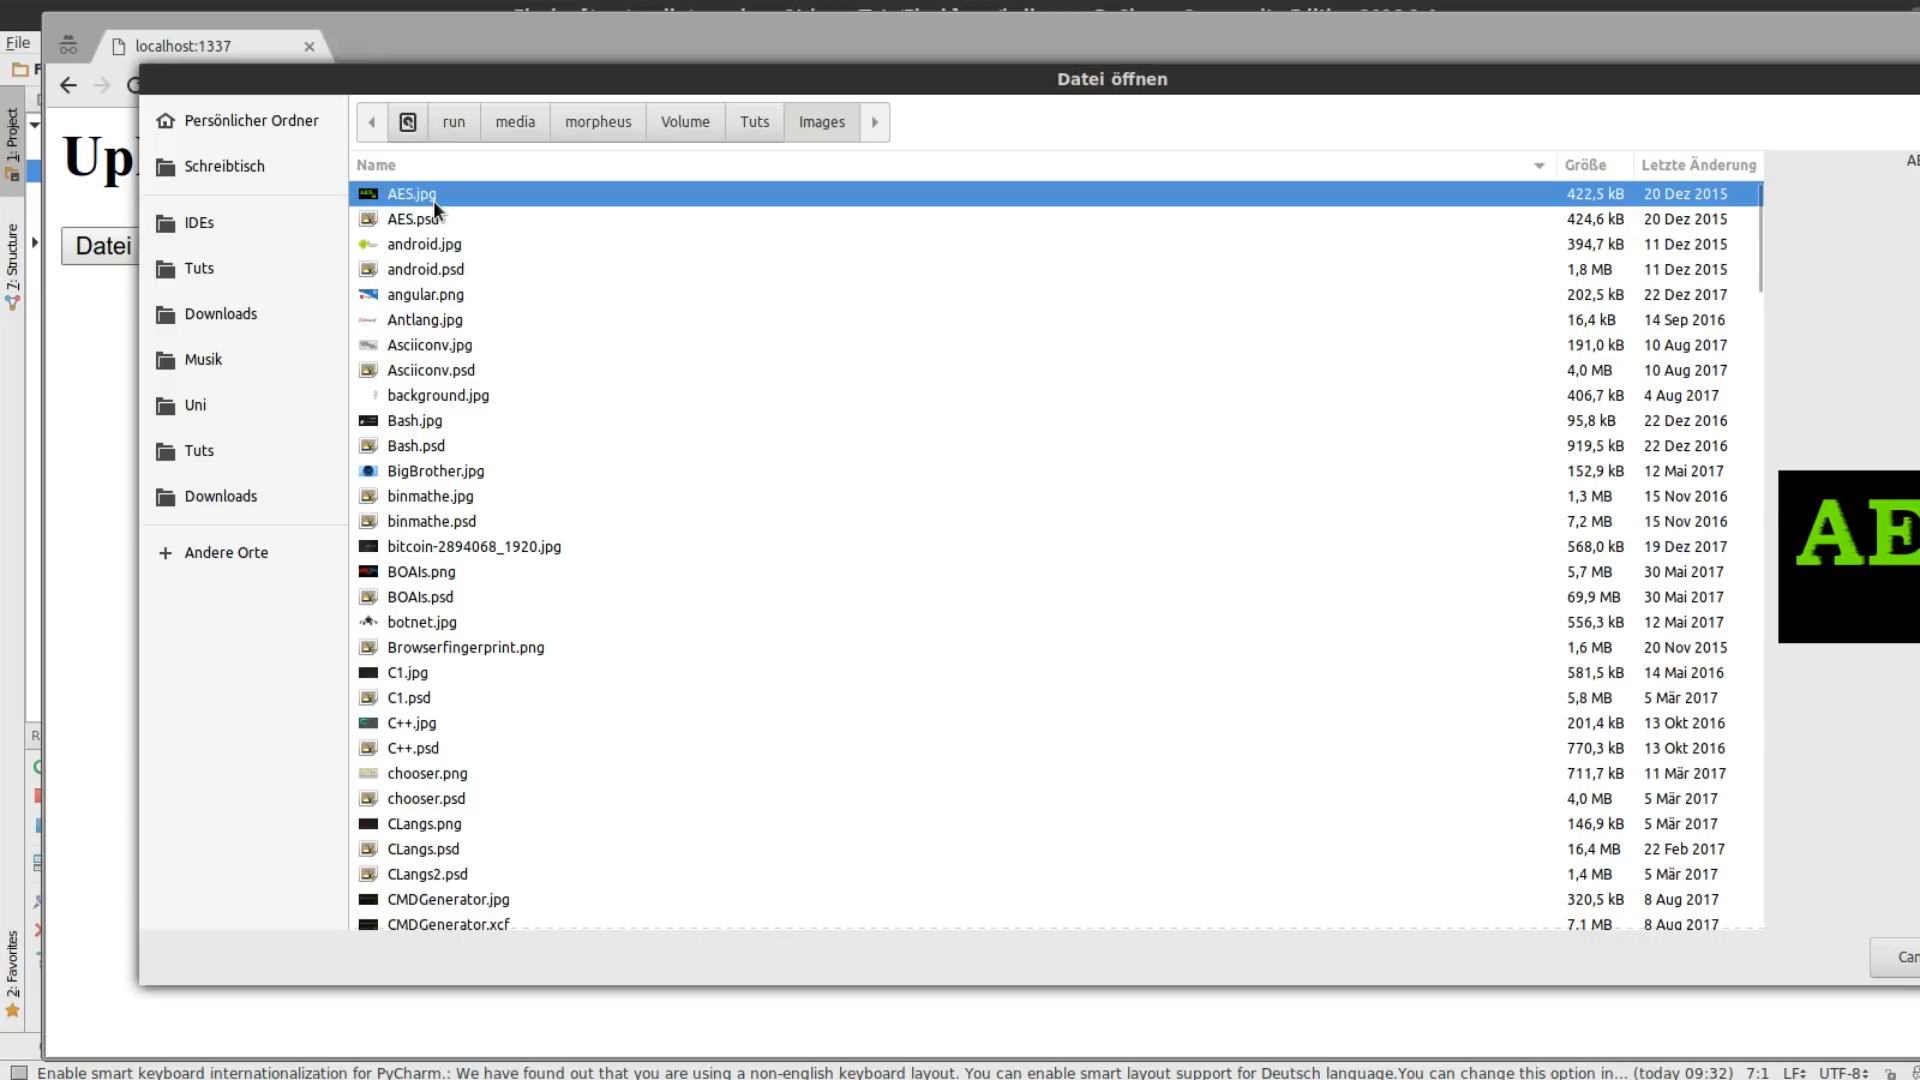 File
localhost:1337
Datei öffnen
1: Project
7: Structure
2: Favorites
Datei
Persönlicher Ordner
Schreibtisch
IDEs
Tuts
Downloads
Musik
Uni
Tuts
Downloads
+ Andere Orte
run media morpheus Volume Tuts Images
Name Größe Letzte Änderung
AES.jpg 422,5 kB 20 Dez 2015
AES.psd 424,6 kB 20 Dez 2015
android.jpg 394,7 kB 11 Dez 2015
android.psd 1,8 MB 11 Dez 2015
angular.png 202,5 kB 22 Dez 2017
Antlang.jpg 16,4 kB 14 Sep 2016
Asciiconv.jpg 191,0 kB 10 Aug 2017
Asciiconv.psd 4,0 MB 10 Aug 2017
background.jpg 406,7 kB 4 Aug 2017
Bash.jpg 95,8 kB 22 Dez 2016
Bash.psd 919,5 kB 22 Dez 2016
BigBrother.jpg 152,9 kB 12 Mai 2017
binmathe.jpg 1,3 MB 15 Nov 2016
binmathe.psd 7,2 MB 15 Nov 2016
bitcoin-2894068_1920.jpg 568,0 kB 19 Dez 2017
BOAIs.png 5,7 MB 30 Mai 2017
BOAIs.psd 69,9 MB 30 Mai 2017
botnet.jpg 556,3 kB 12 Mai 2017
Browserfingerprint.png 1,6 MB 20 Nov 2015
C1.jpg 581,5 kB 14 Mai 2016
C1.psd 5,8 MB 5 Mär 2017
C++.jpg 201,4 kB 13 Okt 2016
C++.psd 770,3 kB 13 Okt 2016
chooser.png 711,7 kB 11 Mär 2017
chooser.psd 4,0 MB 5 Mär 2017
CLangs.png 146,9 kB 5 Mär 2017
CLangs.psd 16,4 MB 22 Feb 2017
CLangs2.psd 1,4 MB 5 Mär 2017
CMDGenerator.jpg 320,5 kB 8 Aug 2017
CMDGenerator.xcf 7,1 MB 8 Aug 2017
Enable smart keyboard internationalization for PyCharm.: We have found out that you are using a non-english keyboard layout. You can enable smart layout support for Deutsch language.You can change this option in... (today 09:32) 7:1 LF UTF-8